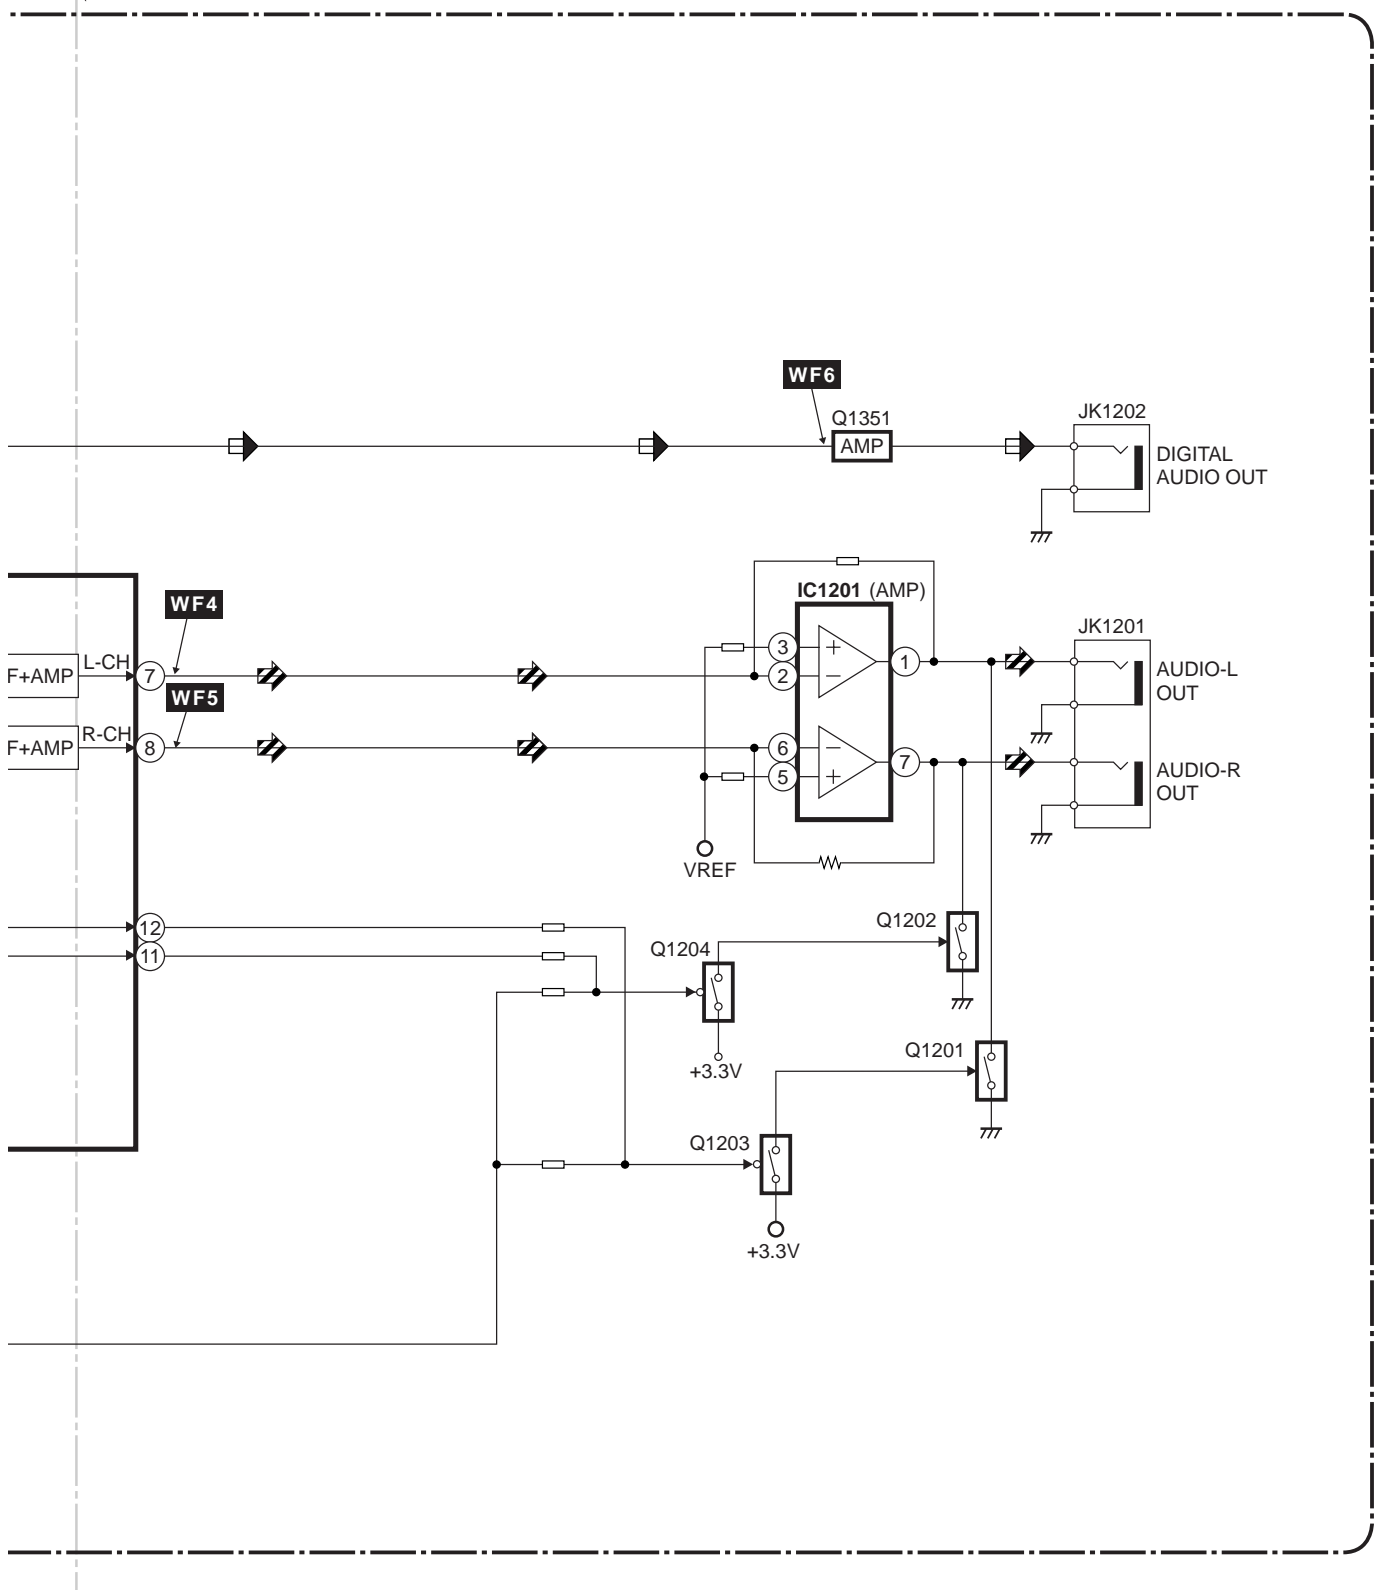 WF6
Q1351
AMP
JK1202
DIGITAL
AUDIO OUT
IC1201 (AMP)
WF4
JK1201
L-CH
F+AMP
7
3
+
2
−
1
AUDIO-L
OUT
WF5
R-CH
F+AMP
8
6
−
5
+
7
AUDIO-R
OUT
VREF
12
11
Q1202
Q1204
+3.3V
Q1201
Q1203
+3.3V